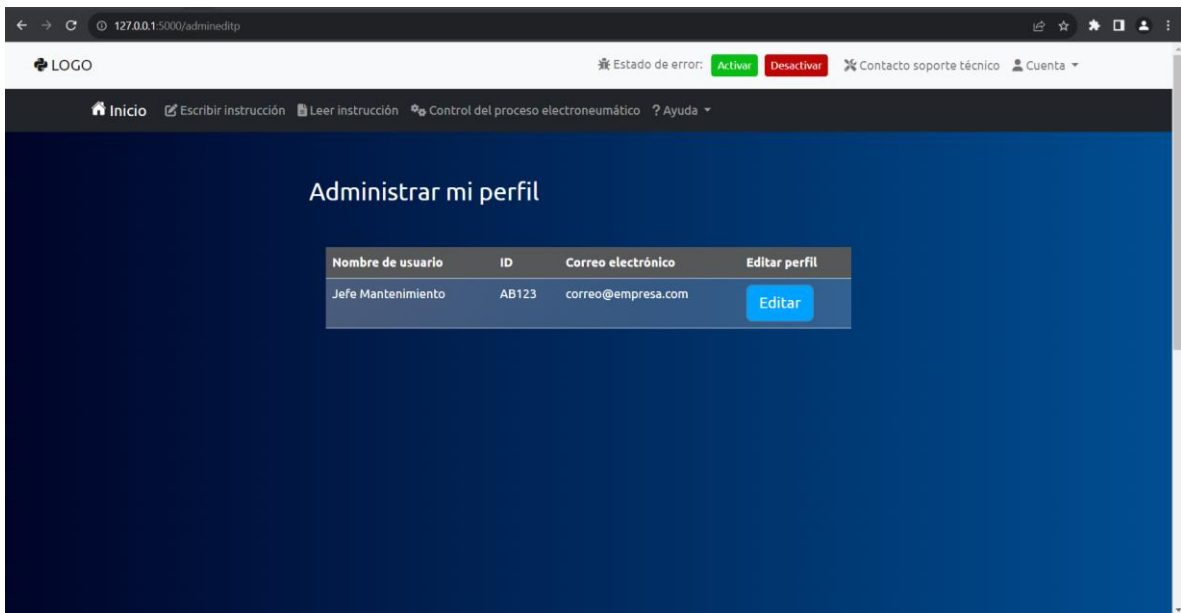 127.0.0.1:5000/admineditp
LOGO Estado de error: Activar Desactivar Contacto soporte técnico Cuenta
Inicio Escribir instrucción Leer instrucción Control del proceso electroneumático ? Ayuda
Administrar mi perfil
Nombre de usuario ID Correo electrónico Editar perfil
Jefe Mantenimiento AB123 correo@empresa.com Editar